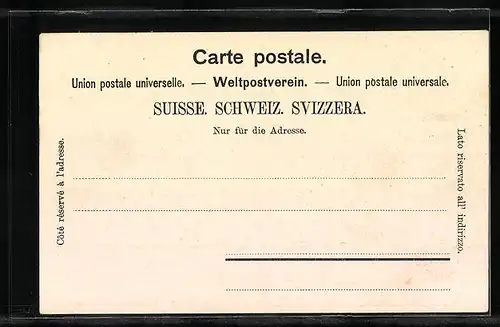 Carte postale.
Union postale universelle. — Weltpostverein. — Union postale universale.
SUISSE. SCHWEIZ. SVIZZERA.
Nur für die Adresse.
Côté réservé à l'adresse.
Lato riservato all' indirizzo.